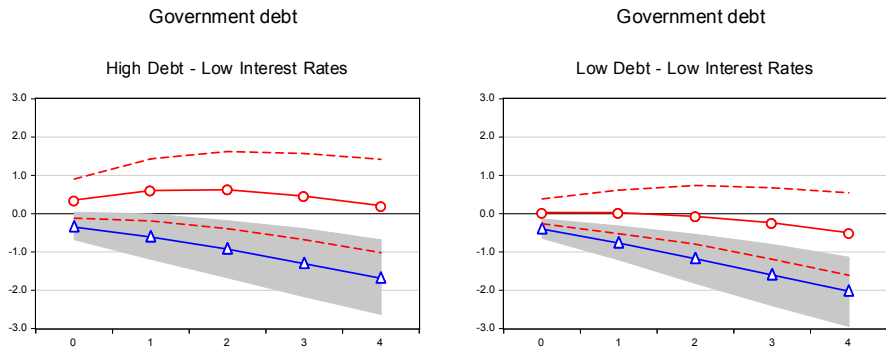 Government debt
High Debt - Low Interest Rates
3.0
2.0
1.0
0.0
-1.0
-2.0
-3.0
0 1 2 3 4
Government debt
Low Debt - Low Interest Rates
3.0
2.0
1.0
0.0
-1.0
-2.0
-3.0
0 1 2 3 4